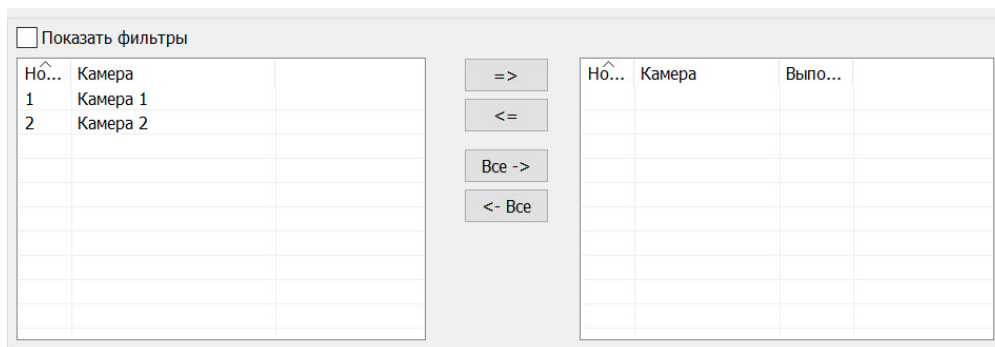 Показать фильтры
Но... Камера
1 Камера 1
2 Камера 2
=>
<=
Все ->
<- Все
Но... Камера Выпо...